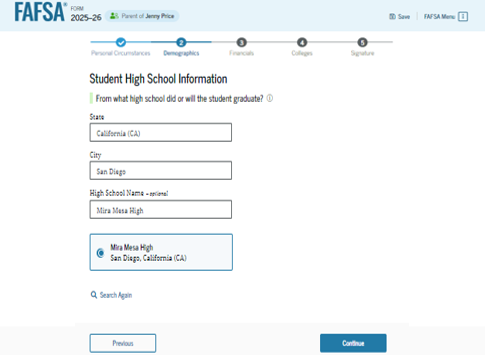 FAFSA® FORM
2025–26
Parent of Jenny Price
Save
FAFSA Menu
1 2 3 4 5
Personal Circumstances
Demographics
Financials
Colleges
Signature
Student High School Information
From what high school did or will the student graduate?
State
California (CA)
City
San Diego
High School Name - optional
Mira Mesa High
Mira Mesa High
San Diego, California (CA)
Search Again
Previous
Continue